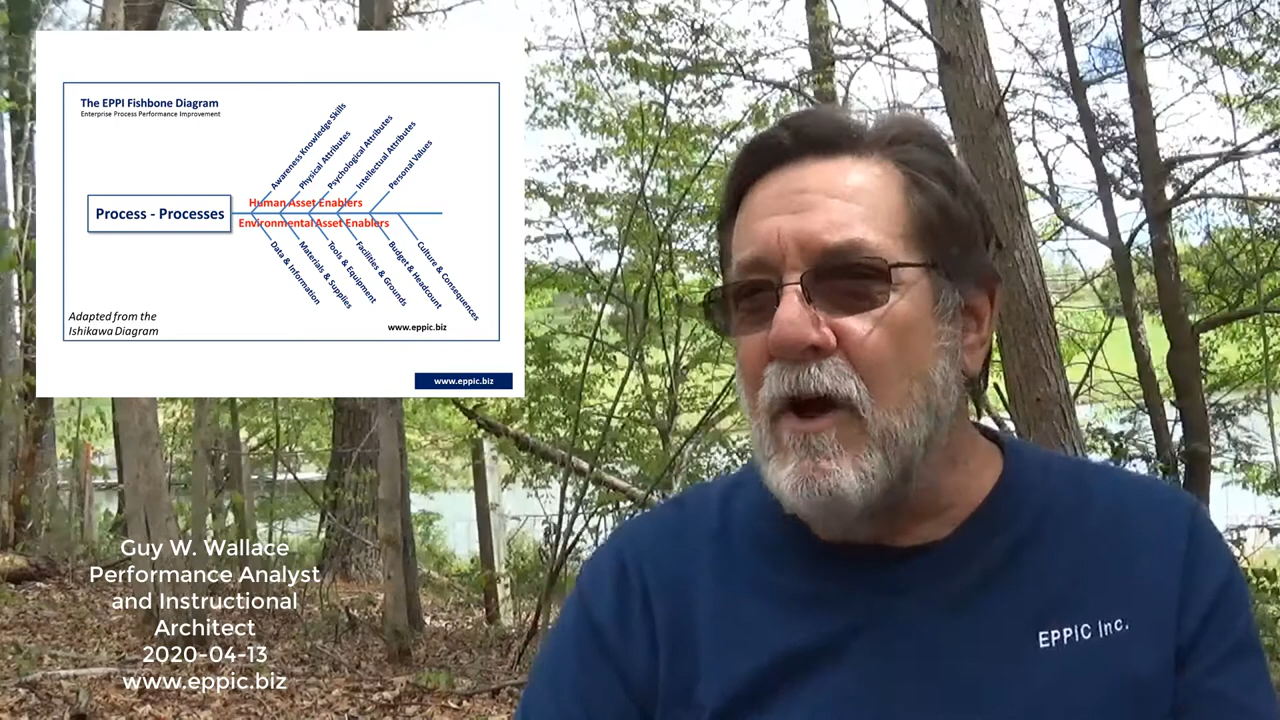 The EPPI Fishbone Diagram
Enterprise Process Performance Improvement
Awareness Knowledge Skills
Physical Attributes
Psychological Attributes
Intellectual Attributes
Personal Values
Human Asset Enablers
Process - Processes
Environmental Asset Enablers
Data & Information
Materials & Supplies
Tools & Equipment
Facilities & Grounds
Budget & Headcount
Culture & Consequences
Adapted from the
Ishikawa Diagram
www.eppic.biz
www.eppic.biz
Guy W. Wallace
Performance Analyst
and Instructional
Architect
2020-04-13
www.eppic.biz
EPPIC Inc.